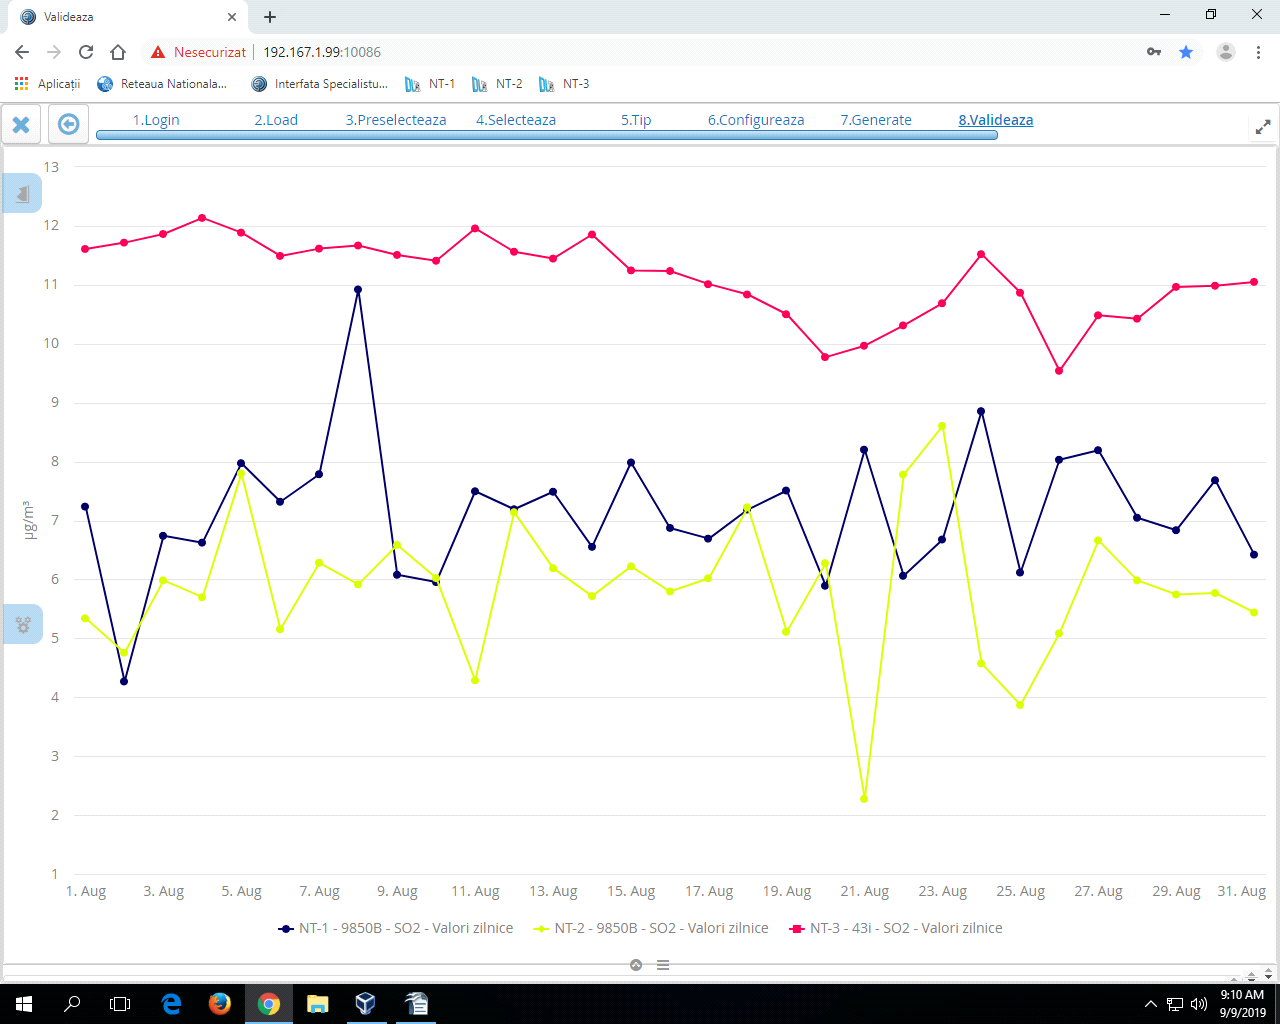 Valideaza
Nesecurizat 192.167.1.99:10086
Aplicații Reteaua Nationala... Interfata Specialistu... NT-1 NT-2 NT-3
1.Login 2.Load 3.Preselecteaza 4.Selecteaza 5.Tip 6.Configureaza 7.Generate 8.Valideaza
13
12
11
10
9
8
7
6
5
4
3
2
1
µg/m³
1. Aug 3. Aug 5. Aug 7. Aug 9. Aug 11. Aug 13. Aug 15. Aug 17. Aug 19. Aug 21. Aug 23. Aug 25. Aug 27. Aug 29. Aug 31. Aug
NT-1 - 9850B - SO2 - Valori zilnice NT-2 - 9850B - SO2 - Valori zilnice NT-3 - 43i - SO2 - Valori zilnice
9:10 AM
9/9/2019